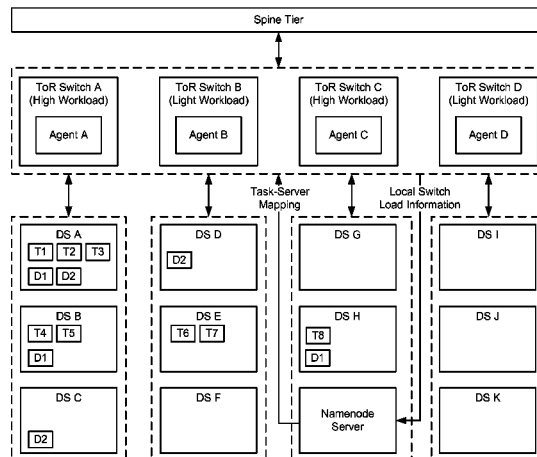 Spine Tier
ToR Switch A
(High Workload)
Agent A
ToR Switch B
(Light Workload)
Agent B
ToR Switch C
(High Workload)
Agent C
ToR Switch D
(Light Workload)
Agent D
Task-Server
Mapping
Local Switch
Load Information
DS A
T1 T2 T3
D1 D2
DS B
T4 T5
D1
DS C
D2
DS D
D2
DS E
T6 T7
DS F
DS G
DS H
T8
D1
Namenode
Server
DS I
DS J
DS K